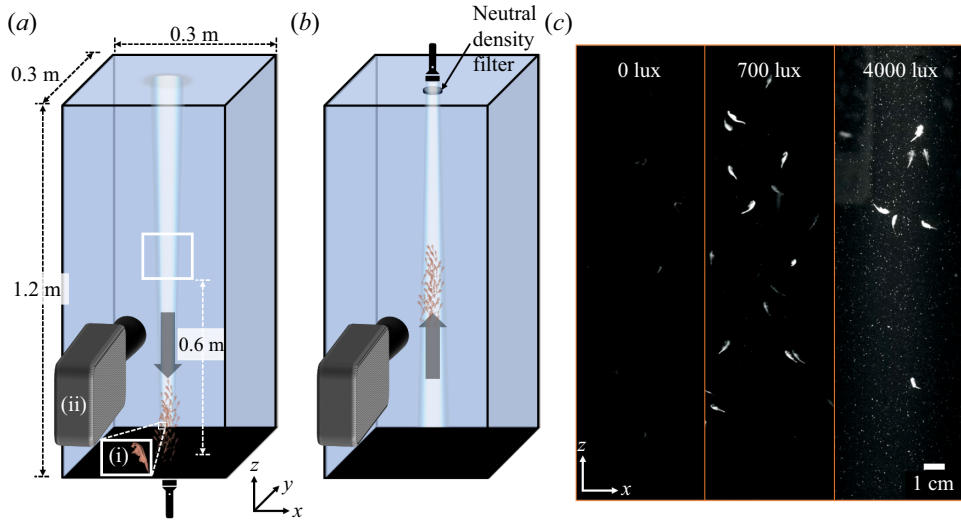 (a)
0.3 m
0.3 m
1.2 m
0.6 m
(ii)
(i)
z
y
x
(b)
Neutral
density
filter
(c)
0 lux
700 lux
4000 lux
z
x
1 cm